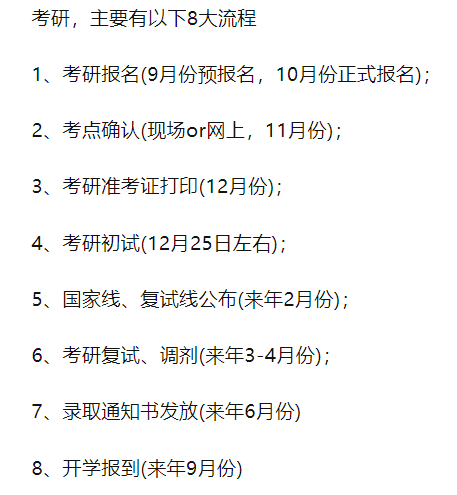 考研，主要有以下8大流程
1、考研报名(9月份预报名，10月份正式报名)；
2、考点确认(现场or网上，11月份)；
3、考研准考证打印(12月份)；
4、考研初试(12月25日左右)；
5、国家线、复试线公布(来年2月份)；
6、考研复试、调剂(来年3-4月份)；
7、录取通知书发放(来年6月份)
8、开学报到(来年9月份)